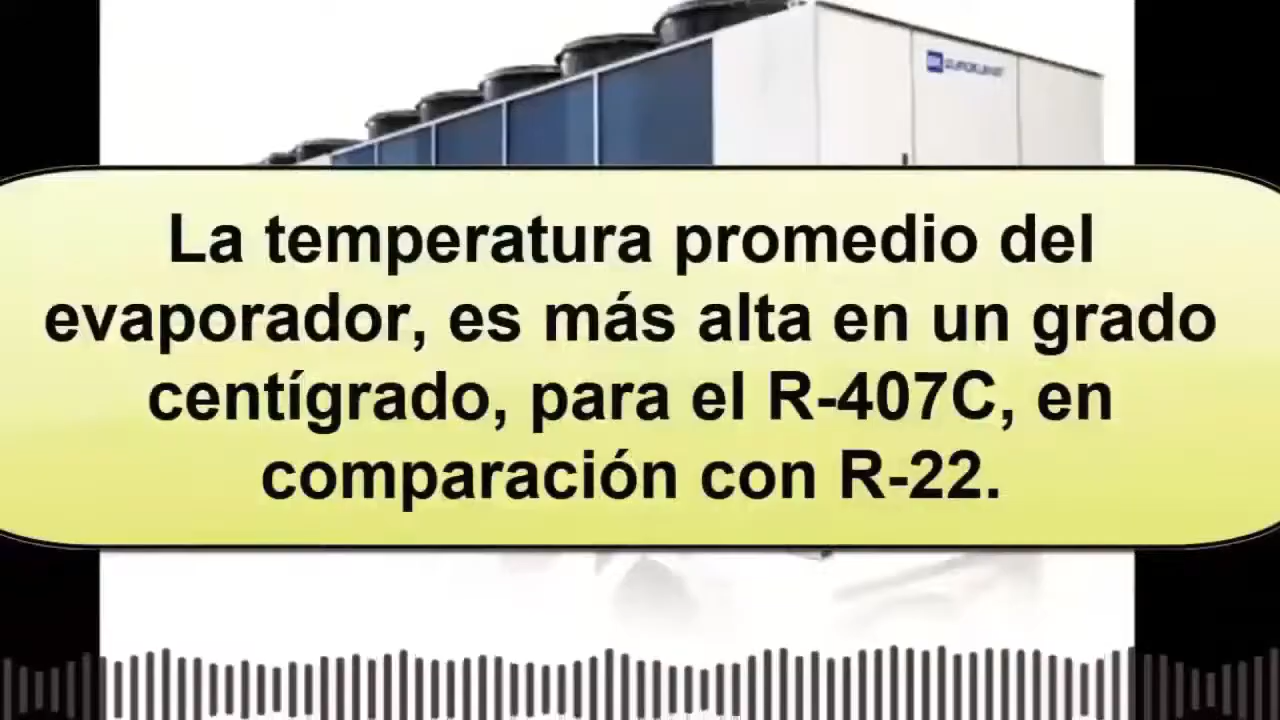 La temperatura promedio del
evaporador, es más alta en un grado
centígrado, para el R-407C, en
comparación con R-22.